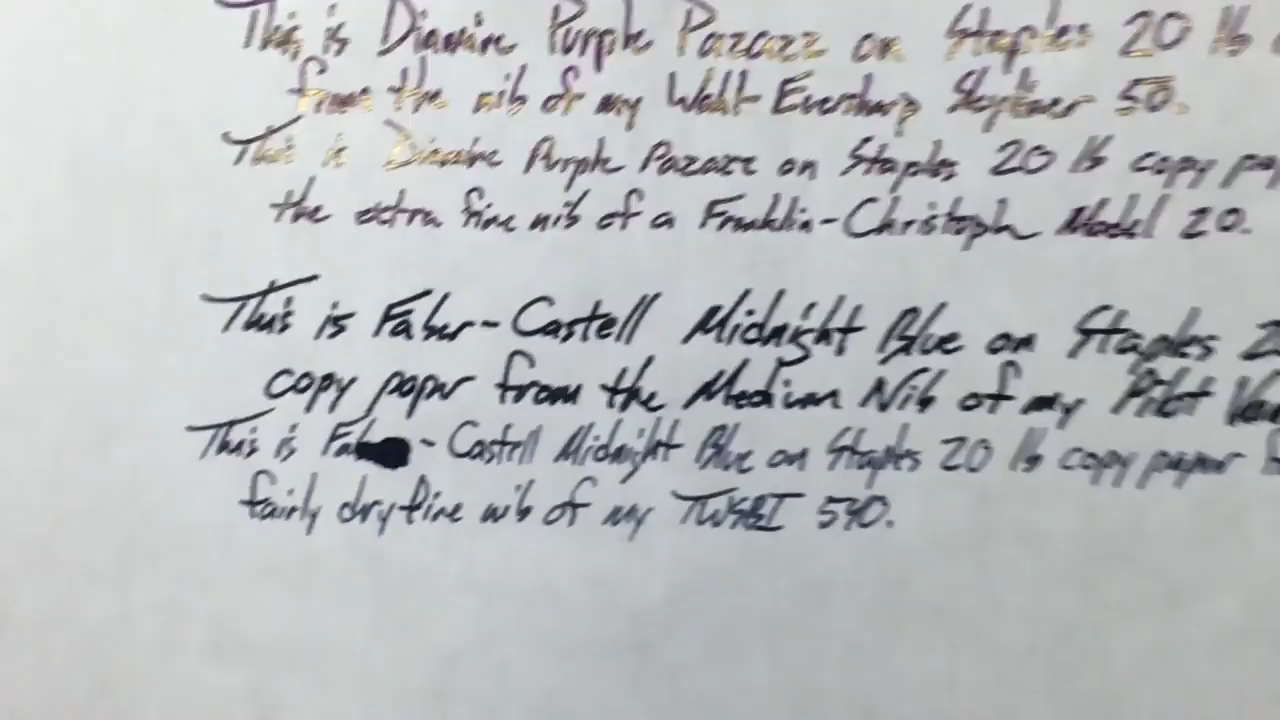 This is Diamine Purple Pazazz on Staples 20 lb
from the nib of my Wahl-Eversharp Skyliner 50.
This is Diamine Purple Pazazz on Staples 20 lb copy
the extra fine nib of a Franklin-Christoph Model 20.
This is Faber-Castell Midnight Blue on Staples
copy paper from the Medium Nib of my Pilot
This is Fab - Castell Midnight Blue on Staples 20 lb copy paper
fairly dry fine nib of my TWSBI 540.